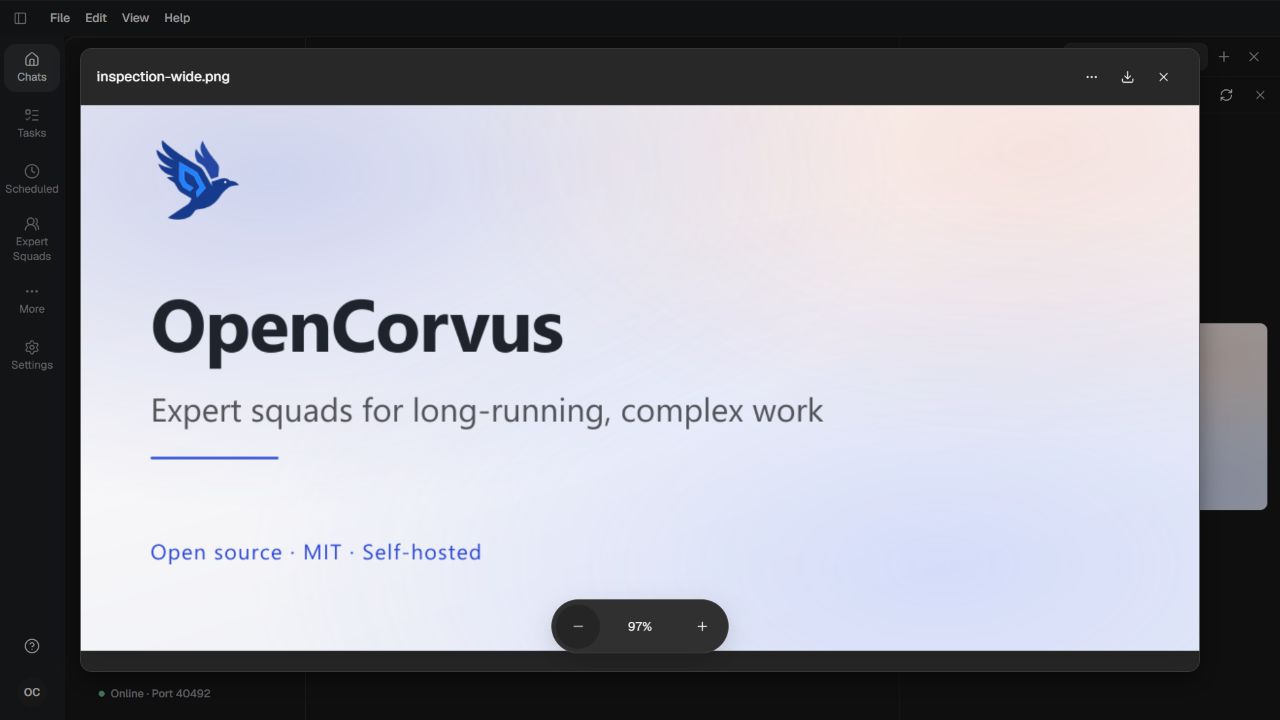 File Edit View Help
inspection-wide.png
Chats
Tasks
Scheduled
Expert
Squads
More
Settings
OpenCorvus
Expert squads for long-running, complex work
Open source · MIT · Self-hosted
97%
OC
Online · Port 40492